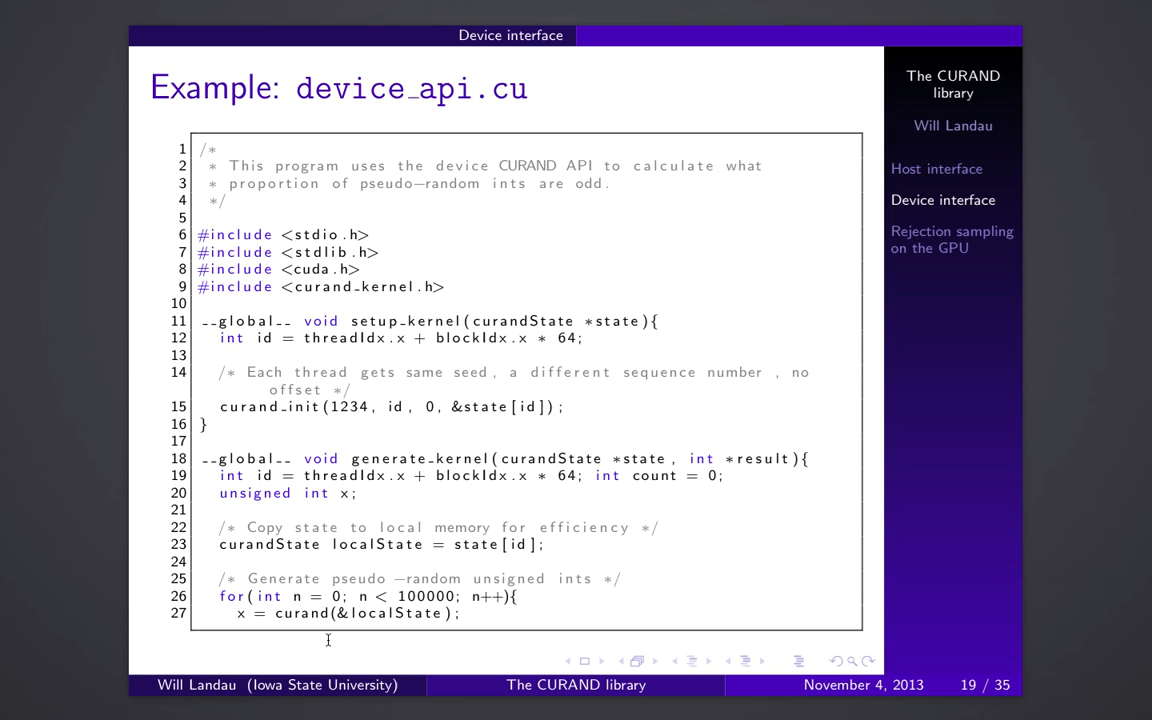 Device interface
Example: device_api.cu
The CURAND
library
Will Landau
Host interface
Device interface
Rejection sampling
on the GPU
1 /*
2  * This program uses the device CURAND API to calculate what
3  * proportion of pseudo-random ints are odd.
4  */
5
6 #include <stdio.h>
7 #include <stdlib.h>
8 #include <cuda.h>
9 #include <curand_kernel.h>
10
11 __global__ void setup_kernel(curandState *state){
12   int id = threadIdx.x + blockIdx.x * 64;
13
14   /* Each thread gets same seed, a different sequence number, no
offset */
15   curand_init(1234, id, 0, &state[id]);
16 }
17
18 __global__ void generate_kernel(curandState *state, int *result){
19   int id = threadIdx.x + blockIdx.x * 64; int count = 0;
20   unsigned int x;
21
22   /* Copy state to local memory for efficiency */
23   curandState localState = state[id];
24
25   /* Generate pseudo-random unsigned ints */
26   for(int n = 0; n < 100000; n++){
27     x = curand(&localState);
Will Landau (Iowa State University)
The CURAND library
November 4, 2013
19 / 35